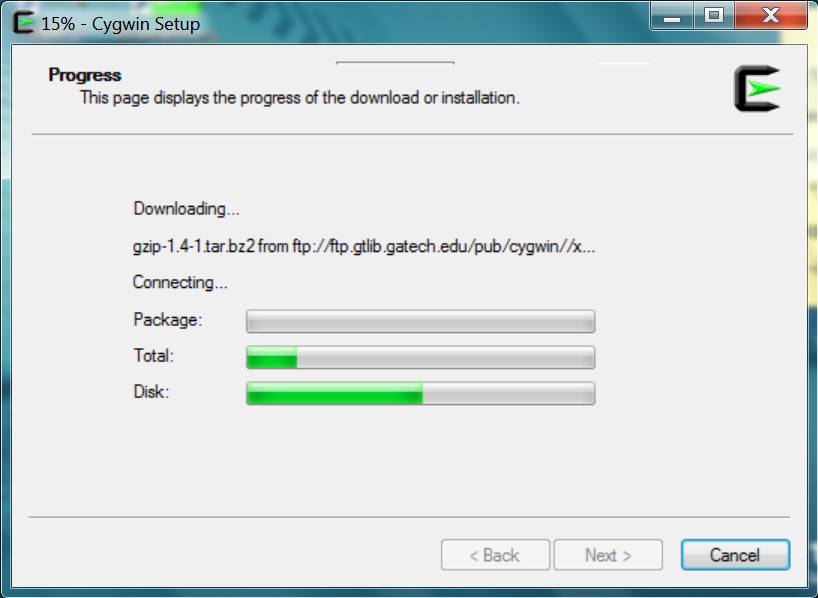 15% - Cygwin Setup
Progress
This page displays the progress of the download or installation.
Downloading...
gzip-1.4-1.tar.bz2 from ftp://ftp.gtlib.gatech.edu/pub/cygwin//x...
Connecting...
Package:
Total:
Disk:
< Back Next > Cancel